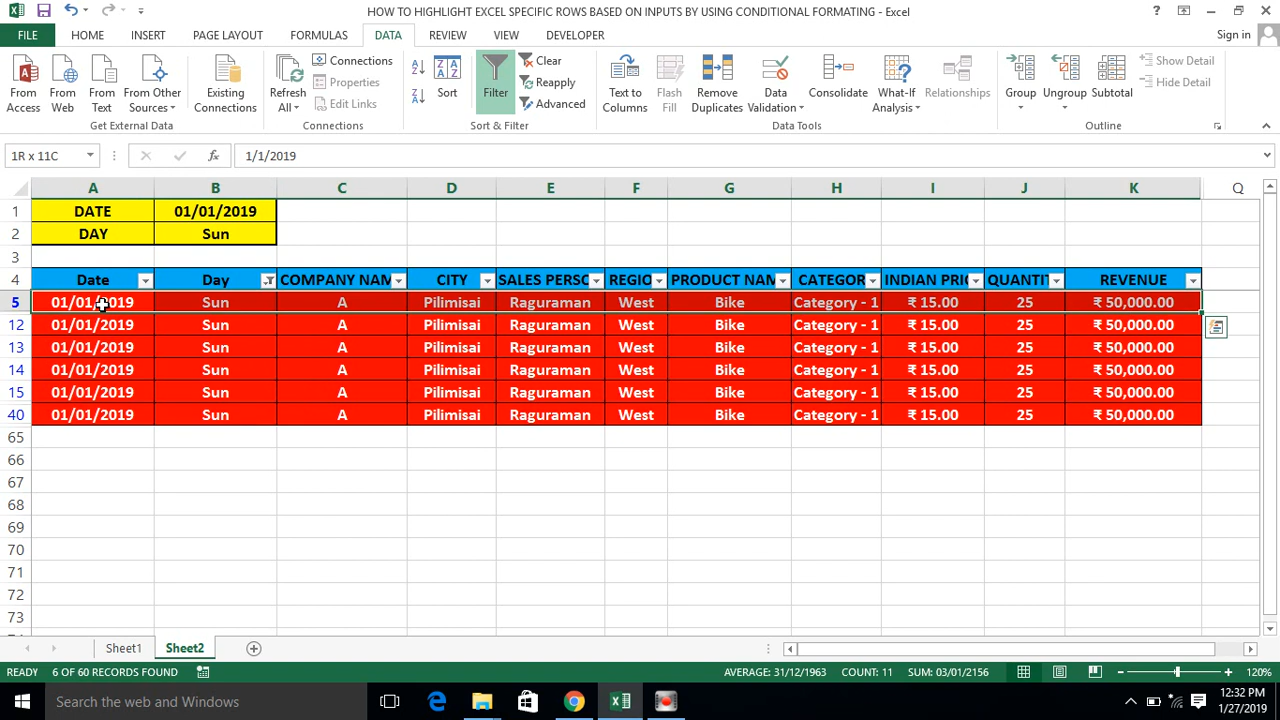 HOW TO HIGHLIGHT EXCEL SPECIFIC ROWS BASED ON INPUTS BY USING CONDITIONAL FORMATING - Excel
FILE HOME INSERT PAGE LAYOUT FORMULAS DATA REVIEW VIEW DEVELOPER Sign in
From Access
From Web
From Text
From Other Sources
Existing Connections
Get External Data
Refresh All
Connections
Properties
Edit Links
Connections
Sort
Filter
Clear
Reapply
Advanced
Sort & Filter
Text to Columns
Flash Fill
Remove Duplicates
Data Validation
Consolidate
What-If Analysis
Relationships
Data Tools
Group
Ungroup
Subtotal
Show Detail
Hide Detail
Outline
1R x 11C fx 1/1/2019
A B C D E F G H I J K Q
1 DATE 01/01/2019
2 DAY Sun
3
4 Date Day COMPANY NAM CITY SALES PERSO REGIO PRODUCT NAM CATEGOR INDIAN PRI QUANTIT REVENUE
5 01/01/2019 Sun A Pilimisai Raguraman West Bike Category - 1 ₹ 15.00 25 ₹ 50,000.00
12 01/01/2019 Sun A Pilimisai Raguraman West Bike Category - 1 ₹ 15.00 25 ₹ 50,000.00
13 01/01/2019 Sun A Pilimisai Raguraman West Bike Category - 1 ₹ 15.00 25 ₹ 50,000.00
14 01/01/2019 Sun A Pilimisai Raguraman West Bike Category - 1 ₹ 15.00 25 ₹ 50,000.00
15 01/01/2019 Sun A Pilimisai Raguraman West Bike Category - 1 ₹ 15.00 25 ₹ 50,000.00
40 01/01/2019 Sun A Pilimisai Raguraman West Bike Category - 1 ₹ 15.00 25 ₹ 50,000.00
65
66
67
68
69
70
71
72
73
Sheet1 Sheet2
READY 6 OF 60 RECORDS FOUND AVERAGE: 31/12/1963 COUNT: 11 SUM: 03/01/2156 120%
Search the web and Windows
12:32 PM
1/27/2019